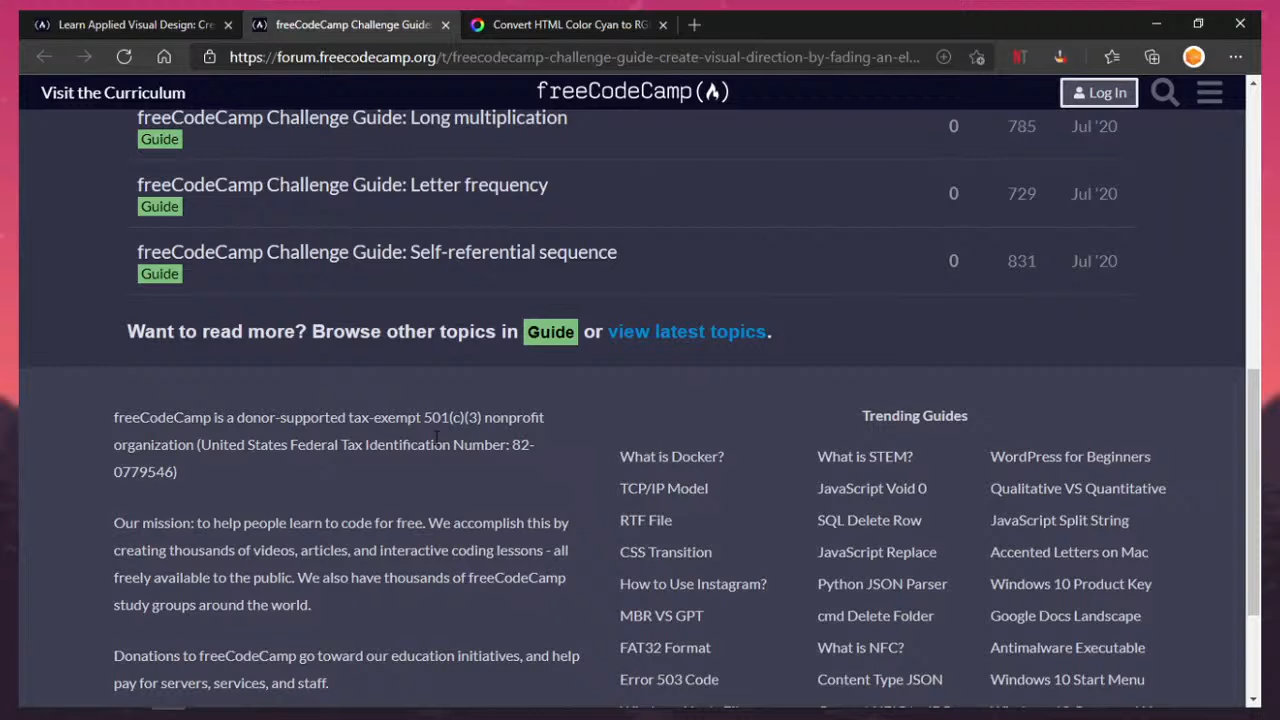 Learn Applied Visual Design: Cre
freeCodeCamp Challenge Guide:
Convert HTML Color Cyan to RG
https://forum.freecodecamp.org/t/freecodecamp-challenge-guide-create-visual-direction-by-fading-an-el...
Visit the Curriculum
freeCodeCamp
Log In
freeCodeCamp Challenge Guide: Long multiplication
0 785 Jul '20
Guide
freeCodeCamp Challenge Guide: Letter frequency
0 729 Jul '20
Guide
freeCodeCamp Challenge Guide: Self-referential sequence
0 831 Jul '20
Guide
Want to read more? Browse other topics in Guide or view latest topics.
freeCodeCamp is a donor-supported tax-exempt 501(c)(3) nonprofit
organization (United States Federal Tax Identification Number: 82-
0779546)
Our mission: to help people learn to code for free. We accomplish this by
creating thousands of videos, articles, and interactive coding lessons - all
freely available to the public. We also have thousands of freeCodeCamp
study groups around the world.
Donations to freeCodeCamp go toward our education initiatives, and help
pay for servers, services, and staff.
Trending Guides
What is Docker?
What is STEM?
WordPress for Beginners
TCP/IP Model
JavaScript Void 0
Qualitative VS Quantitative
RTF File
SQL Delete Row
JavaScript Split String
CSS Transition
JavaScript Replace
Accented Letters on Mac
How to Use Instagram?
Python JSON Parser
Windows 10 Product Key
MBR VS GPT
cmd Delete Folder
Google Docs Landscape
FAT32 Format
What is NFC?
Antimalware Executable
Error 503 Code
Content Type JSON
Windows 10 Start Menu